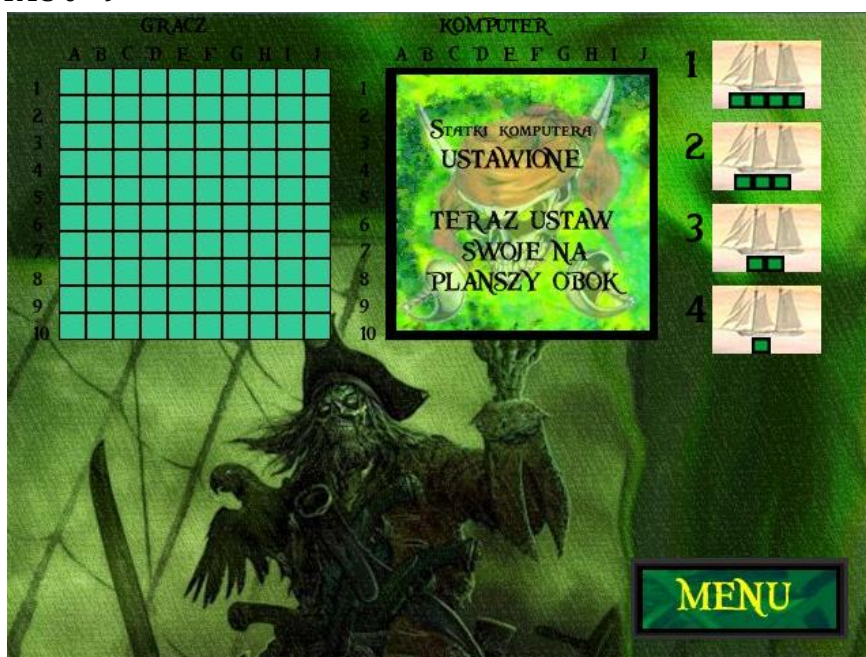 GRACZ
KOMPUTER
A B C D E F G H I J
A B C D E F G H I J
1
2
3
4
5
6
7
8
9
10
1
2
3
4
5
6
7
8
9
10
STATKI KOMPUTERA
USTAWIONE
TERAZ USTAW
SWOJE NA
PLANSZY OBOK
1
2
3
4
MENU